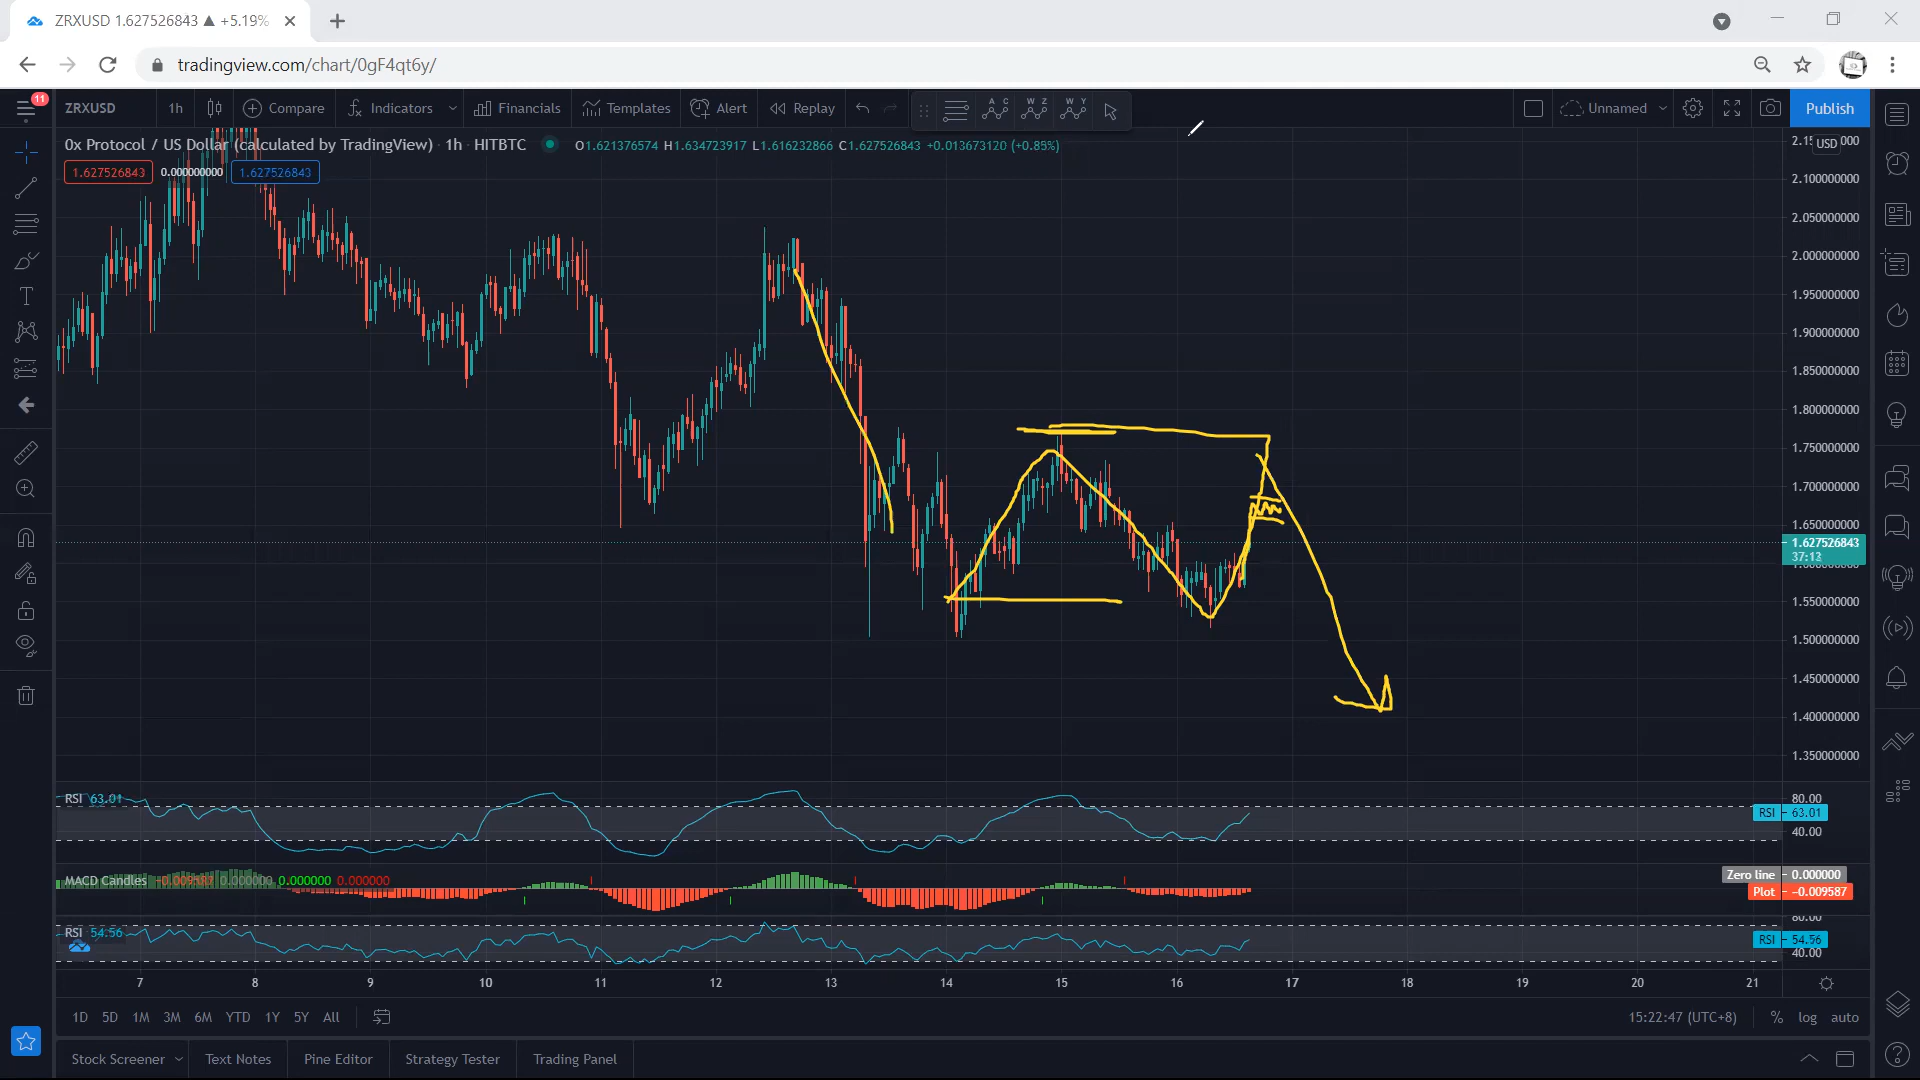 ZRXUSD 1.627526843 ▲ +5.19%
tradingview.com/chart/0gF4qt6y/
11
ZRXUSD 1h Compare Indicators Financials Templates Alert Replay A C W Z W Y Unnamed Publish
0x Protocol / US Dollar (calculated by TradingView) · 1h · HITBTC O1.621376574 H1.634723917 L1.616232866 C1.627526843 +0.013673120 (+0.85%)
1.627526843 0.000000000 1.627526843
USD
2.100000000
2.050000000
2.000000000
1.950000000
1.900000000
1.850000000
1.800000000
1.750000000
1.700000000
1.650000000
1.627526843
37:13
1.550000000
1.500000000
1.450000000
1.400000000
1.350000000
RSI 63.01
80.00
RSI 63.01
40.00
MACD Candles -0.009587 0.000000 0.000000 0.000000
Zero line 0.000000
Plot -0.009587
RSI 54.56
80.00
RSI 54.56
40.00
7 8 9 10 11 12 13 14 15 16 17 18 19 20 21
1D 5D 1M 3M 6M YTD 1Y 5Y All 15:22:47 (UTC+8) % log auto
Stock Screener Text Notes Pine Editor Strategy Tester Trading Panel